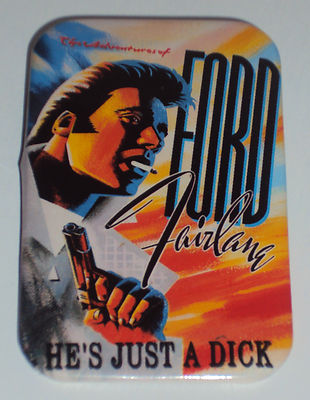 The Adventures of
FORD
Fairlane
HE'S JUST A DICK